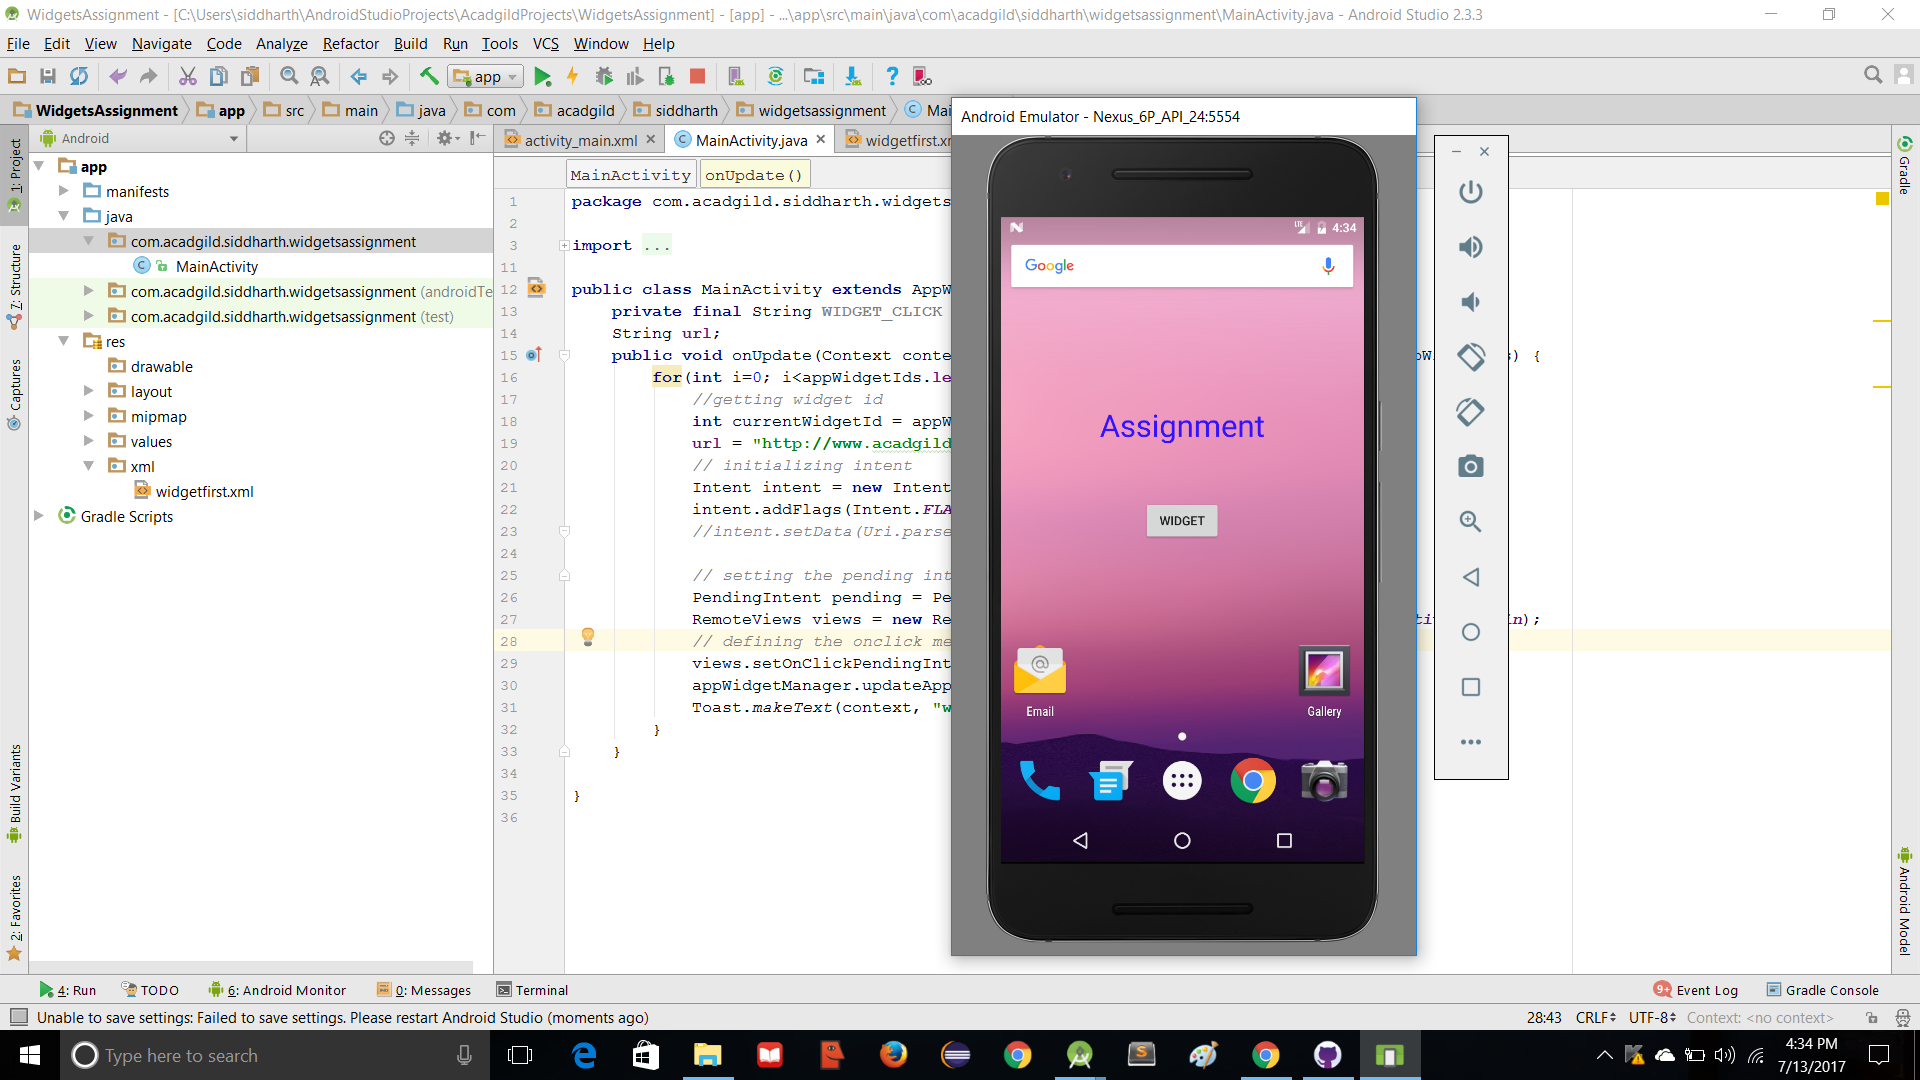 WidgetsAssignment - [C:\Users\siddharth\AndroidStudioProjects\AcadgildProjects\WidgetsAssignment] - [app] - ...\app\src\main\java\com\acadgild\siddharth\widgetsassignment\MainActivity.java - Android Studio 2.3.3
File Edit View Navigate Code Analyze Refactor Build Run Tools VCS Window Help
app
WidgetsAssignment app src main java com acadgild siddharth widgetsassignment Mai
Android
activity_main.xml MainActivity.java widgetfirst.xm
MainActivity onUpdate()
1: Project
7: Structure
Captures
Build Variants
2: Favorites
app
manifests
java
com.acadgild.siddharth.widgetsassignment
MainActivity
com.acadgild.siddharth.widgetsassignment (androidTe
com.acadgild.siddharth.widgetsassignment (test)
res
drawable
layout
mipmap
values
xml
widgetfirst.xml
Gradle Scripts
1 package com.acadgild.siddharth.widgets
2
3 import ...
11
12 public class MainActivity extends AppW
13 private final String WIDGET_CLICK
14 String url;
15 public void onUpdate(Context conte ) {
16 for(int i=0; i<appWidgetIds.le
17 //getting widget id
18 int currentWidgetId = appW
19 url = "http://www.acadgild
20 // initializing intent
21 Intent intent = new Intent
22 intent.addFlags(Intent.FLA
23 //intent.setData(Uri.parse
24
25 // setting the pending int
26 PendingIntent pending = Pe
27 RemoteViews views = new Re n);
28 // defining the onclick me
29 views.setOnClickPendingInt
30 appWidgetManager.updateApp
31 Toast.makeText(context, "w
32 }
33 }
34
35 }
36
Android Emulator - Nexus_6P_API_24:5554
LTE 4:34
Google
Assignment
WIDGET
Email Gallery
Gradle
Android Model
4: Run TODO 6: Android Monitor 0: Messages Terminal 9+ Event Log Gradle Console
Unable to save settings: Failed to save settings. Please restart Android Studio (moments ago) 28:43 CRLF UTF-8 Context: <no context>
Type here to search
4:34 PM
7/13/2017